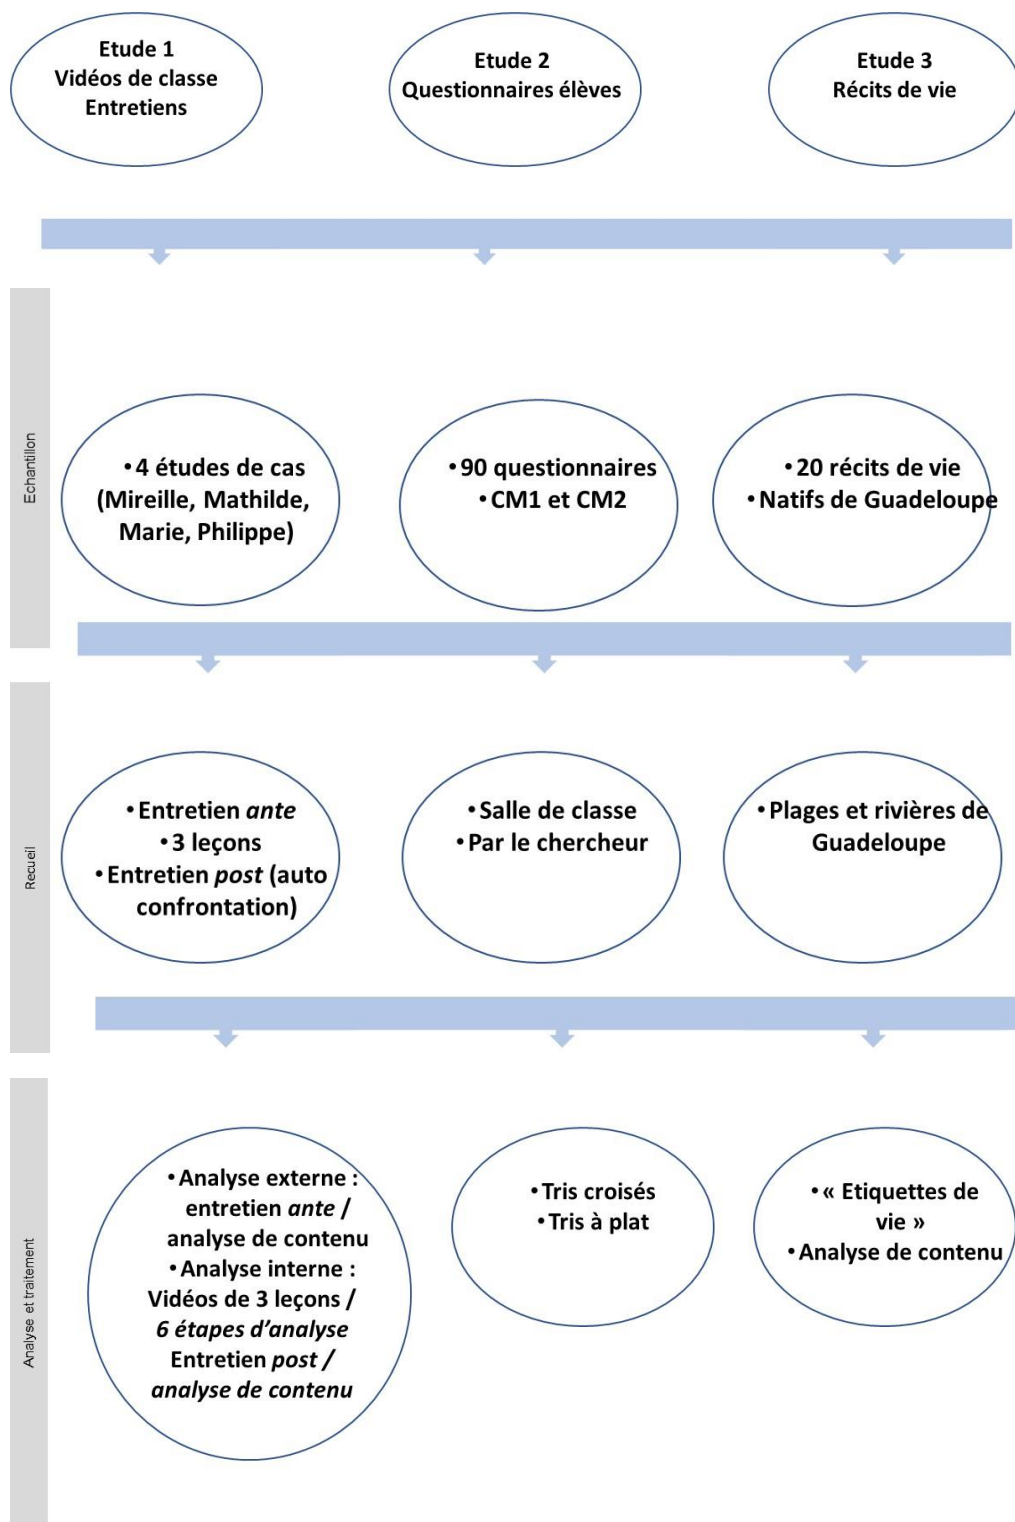 Etude 1
Vidéos de classe
Entretiens
Etude 2
Questionnaires élèves
Etude 3
Récits de vie
Echantillon
• 4 études de cas
(Mireille, Mathilde,
Marie, Philippe)
• 90 questionnaires
• CM1 et CM2
• 20 récits de vie
• Natifs de Guadeloupe
Recueil
• Entretien ante
• 3 leçons
• Entretien post (auto
confrontation)
• Salle de classe
• Par le chercheur
• Plages et rivières de
Guadeloupe
Analyse et traitement
• Analyse externe :
entretien ante /
analyse de contenu
• Analyse interne :
Vidéos de 3 leçons /
6 étapes d’analyse
Entretien post /
analyse de contenu
• Tris croisés
• Tris à plat
• « Etiquettes de
vie »
• Analyse de contenu